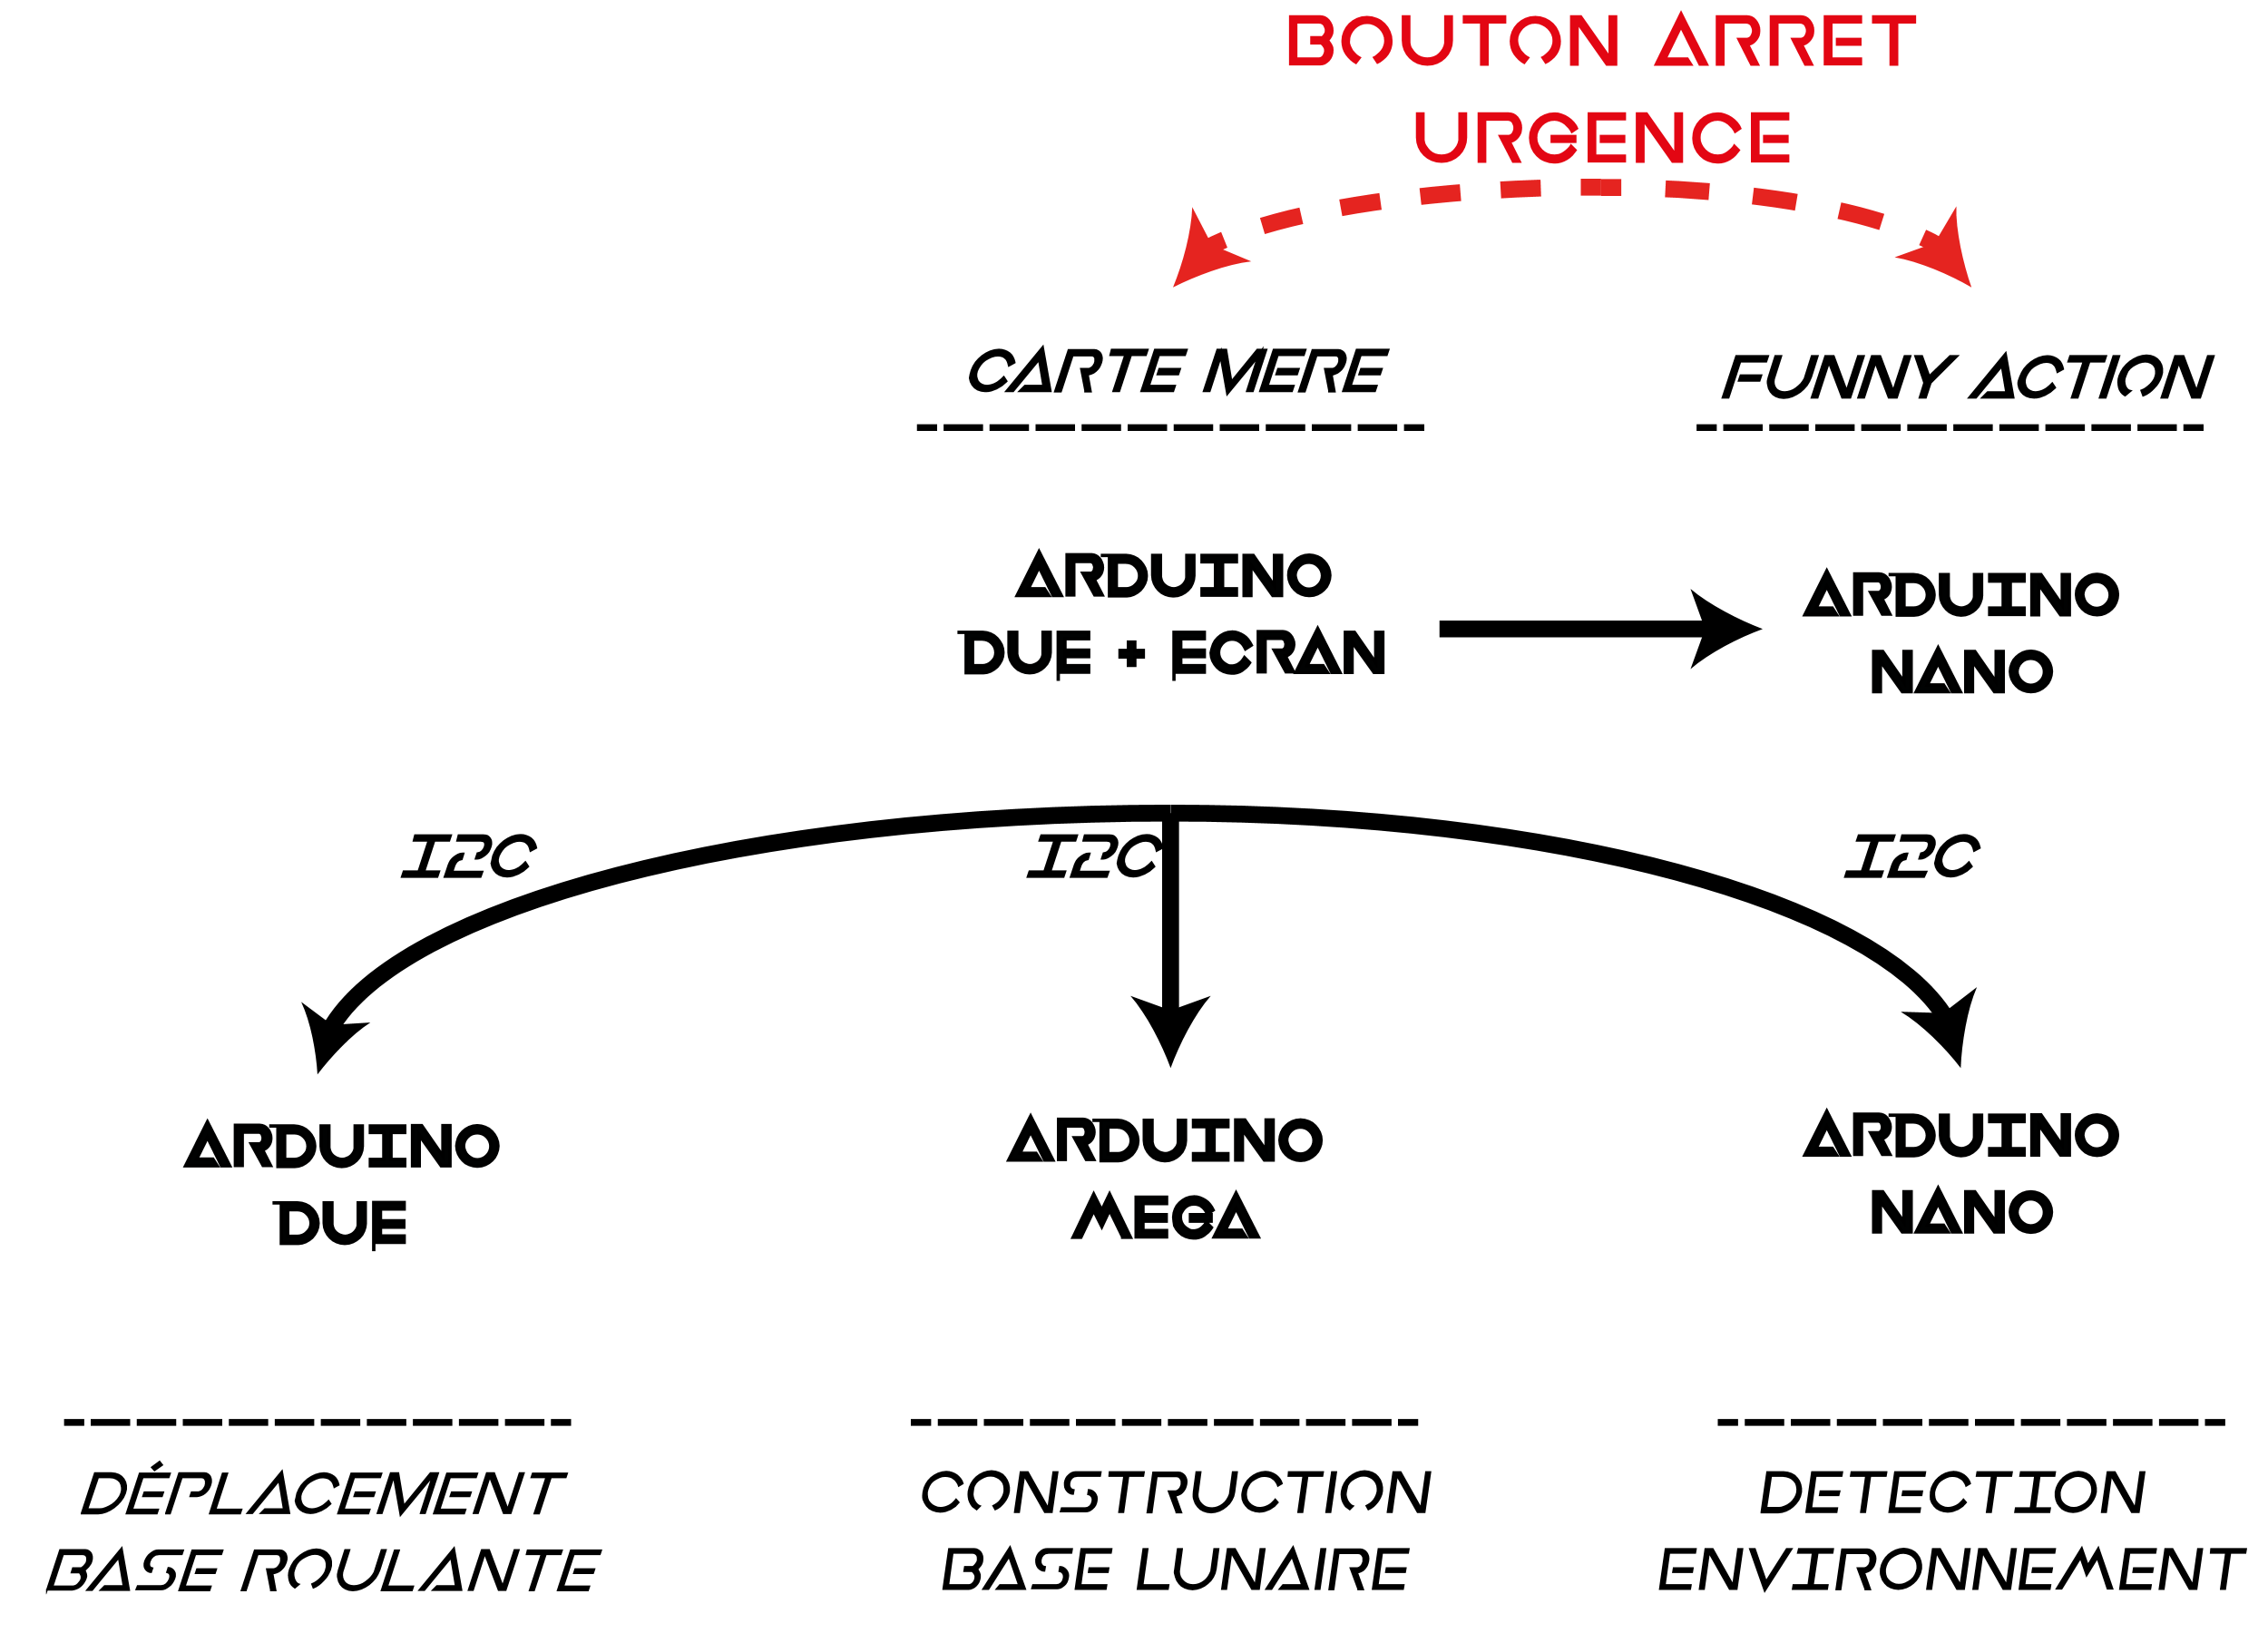 BOUTON ARRET
URGENCE
CARTE MERE
FUNNY ACTION
ARDUINO
DUE + ECRAN
ARDUINO
NANO
I2C
I2C
I2C
ARDUINO
DUE
ARDUINO
MEGA
ARDUINO
NANO
DÉPLACEMENT
BASE ROULANTE
CONSTRUCTION
BASE LUNAIRE
DETECTION
ENVIRONNEMENT